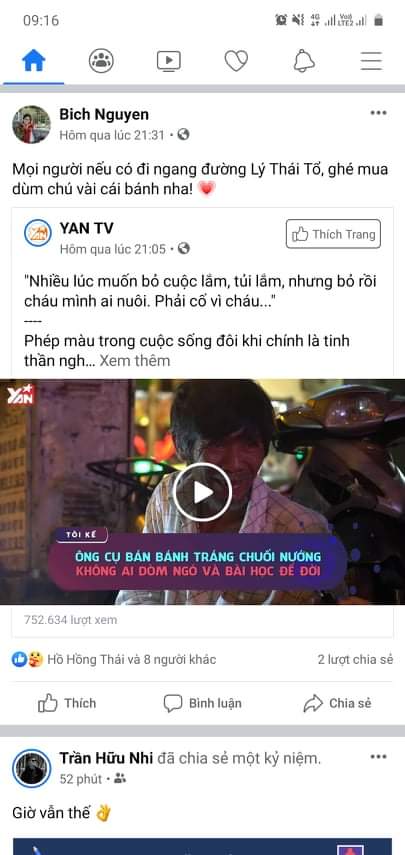 09:16
4G
Vo))
LTE2
Bich Nguyen
Hôm qua lúc 21:31
Mọi người nếu có đi ngang đường Lý Thái Tổ, ghé mua
dùm chú vài cái bánh nha!
YAN TV
Hôm qua lúc 21:05
Thích Trang
"Nhiều lúc muốn bỏ cuộc lắm, tủi lắm, nhưng bỏ rồi
cháu mình ai nuôi. Phải cố vì cháu..."
----
Phép màu trong cuộc sống đôi khi chính là tinh
thần ngh... Xem thêm
YAN
TÔI KỂ
ÔNG CỤ BÁN BÁNH TRÁNG CHUỐI NƯỚNG
KHÔNG AI DÒM NGÓ VÀ BÀI HỌC ĐỂ ĐỜI
752.634 lượt xem
Hồ Hồng Thái và 8 người khác
2 lượt chia sẻ
Thích
Bình luận
Chia sẻ
Trần Hữu Nhi đã chia sẻ một kỷ niệm.
52 phút
Giờ vẫn thế